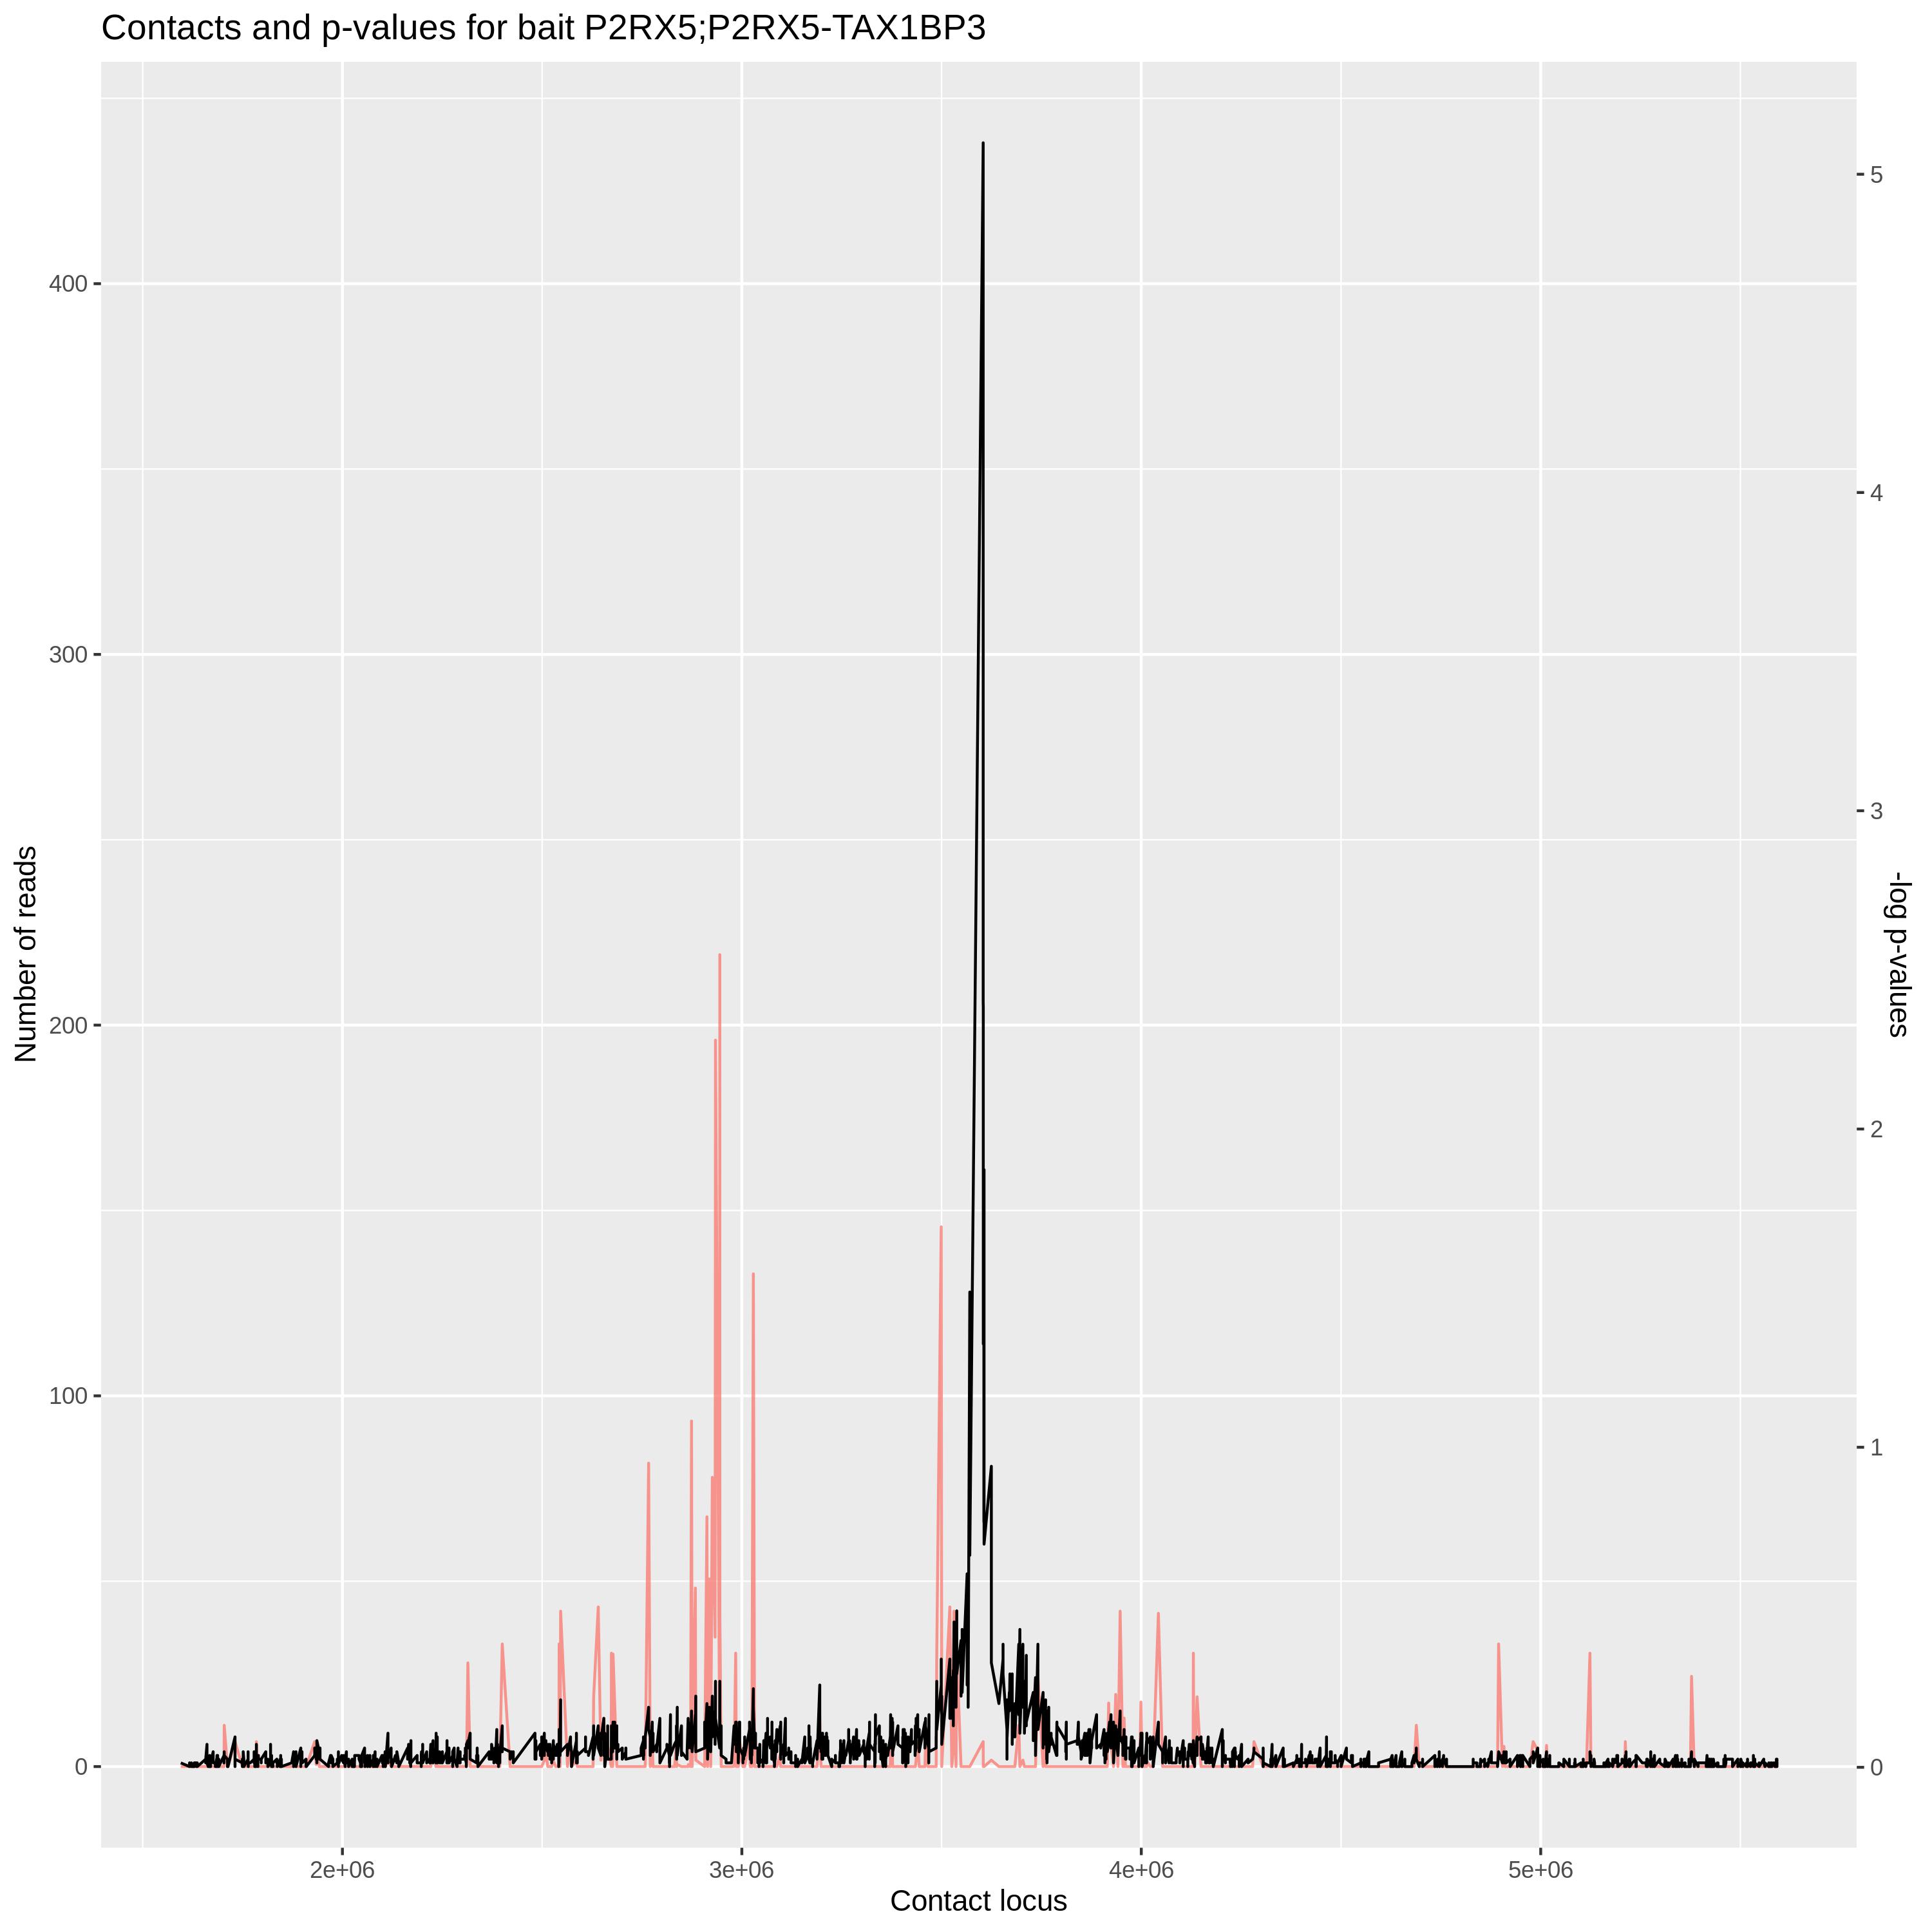 Contacts and p-values for bait P2RX5;P2RX5-TAX1BP3
Number of reads
400
300
200
100
0
5
4
3
2
1
0
-log p-values
2e+06
3e+06
4e+06
5e+06
Contact locus